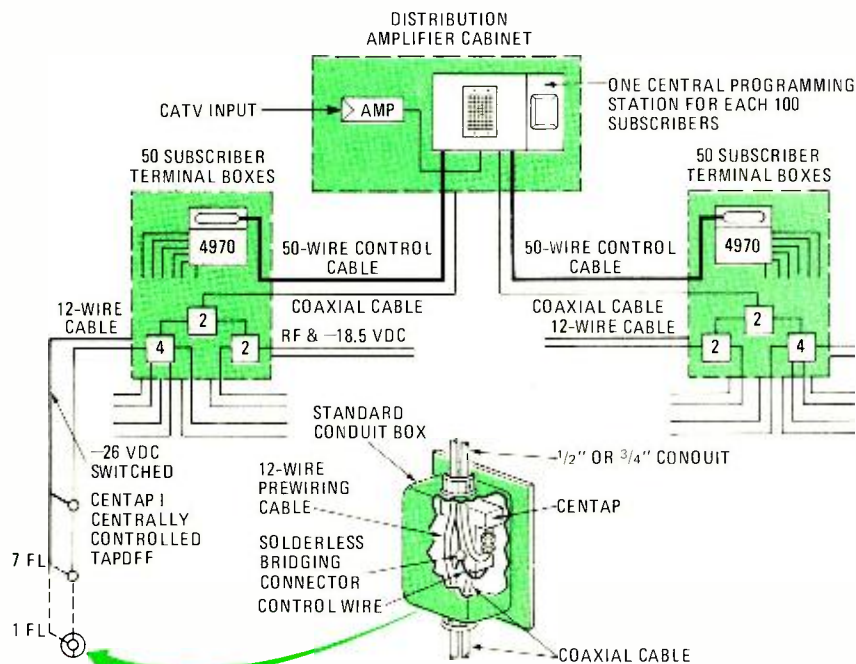 DISTRIBUTION
AMPLIFIER CABINET
CATV INPUT
AMP
ONE CENTRAL PROGRAMMING
STATION FOR EACH 100
SUBSCRIBERS
50 SUBSCRIBER
TERMINAL BOXES
50 SUBSCRIBER
TERMINAL BOXES
4970
4970
50-WIRE CONTROL
CABLE
50-WIRE CONTROL
CABLE
12-WIRE
CABLE
COAXIAL CABLE
COAXIAL CABLE
12-WIRE CABLE
2
4
2
RF & –18.5 VDC
2
2
4
–26 VDC
SWITCHED
CENTAP I
CENTRALLY
CONTROLLED
TAPDFF
7 FL
1 FL
STANDARD
CONDUIT BOX
12-WIRE
PREWIRING
CABLE
SOLDERLESS
BRIDGING
CONNECTOR
CONTROL WIRE
1/2" OR 3/4" CONOUIT
CENTAP
COAXIAL CABLE